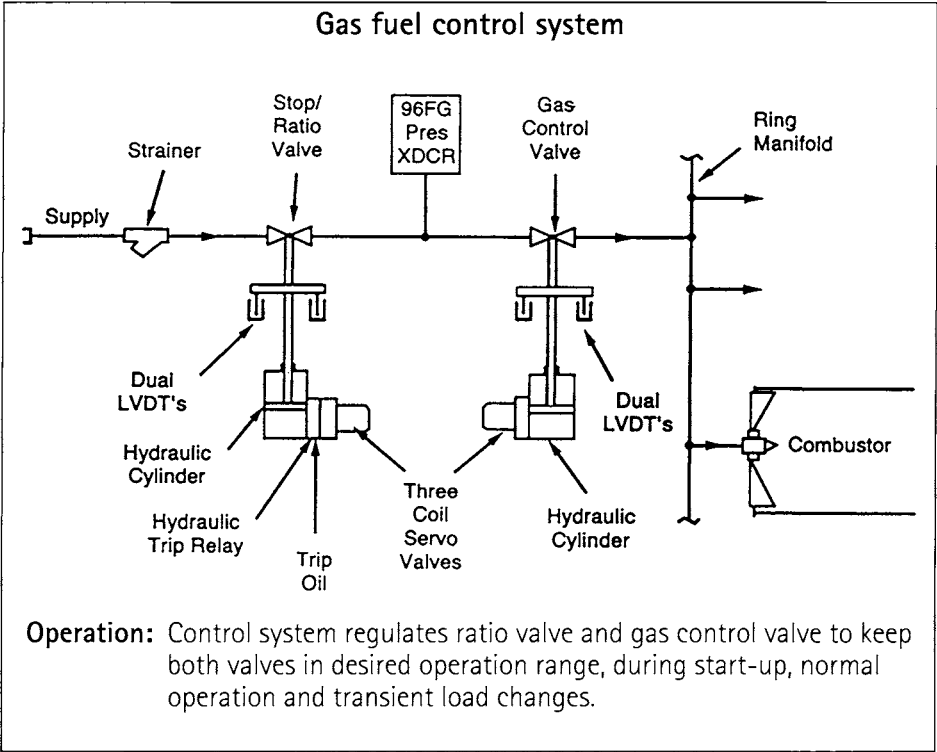 Gas fuel control system
Stop/
Ratio
Valve
96FG
Pres
XDCR
Gas
Control
Valve
Ring
Manifold
Strainer
Supply
Dual
LVDT's
Dual
LVDT's
Combustor
Hydraulic
Cylinder
Three
Coil
Servo
Valves
Hydraulic
Cylinder
Hydraulic
Trip Relay
Trip
Oil
Operation: Control system regulates ratio valve and gas control valve to keep
both valves in desired operation range, during start-up, normal
operation and transient load changes.